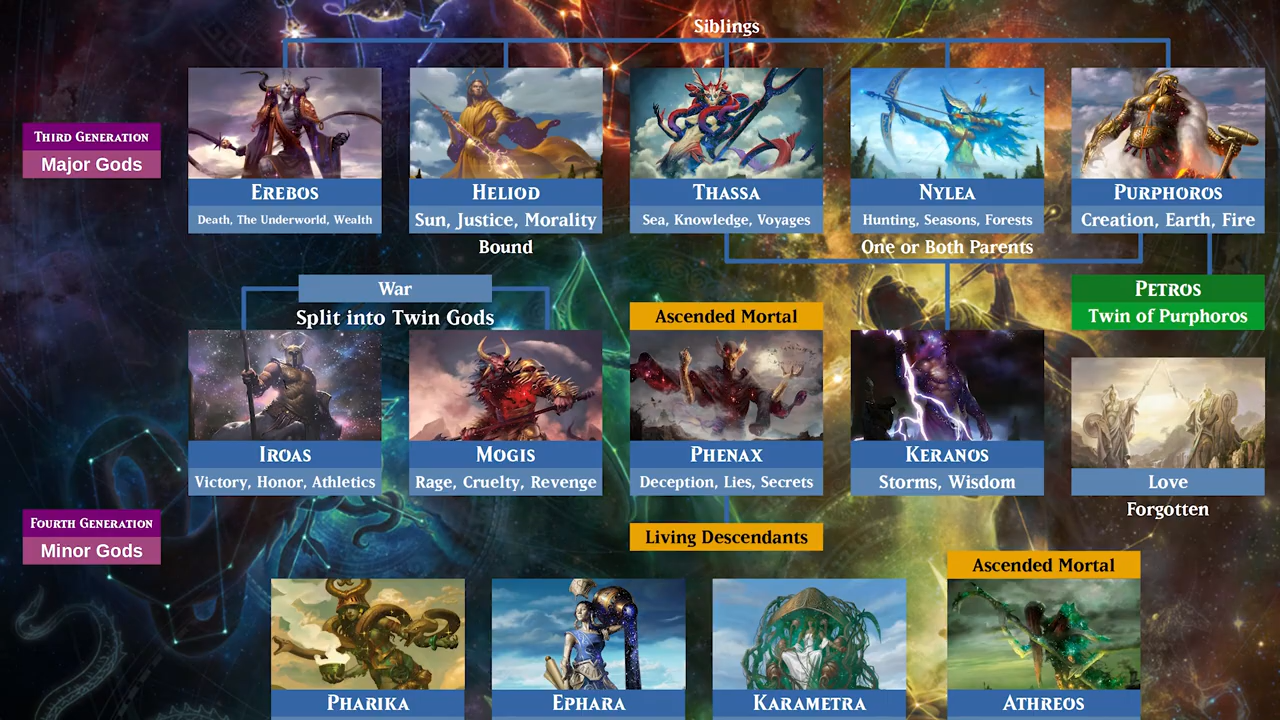 Siblings
Third Generation
Major Gods
Erebos
Death, The Underworld, Wealth
Heliod
Sun, Justice, Morality
Bound
Thassa
Sea, Knowledge, Voyages
Nylea
Hunting, Seasons, Forests
One or Both Parents
Purphoros
Creation, Earth, Fire
Petros
Twin of Purphoros
War
Split into Twin Gods
Iroas
Victory, Honor, Athletics
Mogis
Rage, Cruelty, Revenge
Ascended Mortal
Phenax
Deception, Lies, Secrets
Living Descendants
Keranos
Storms, Wisdom
Love
Forgotten
Fourth Generation
Minor Gods
Pharika
Ephara
Karametra
Ascended Mortal
Athreos